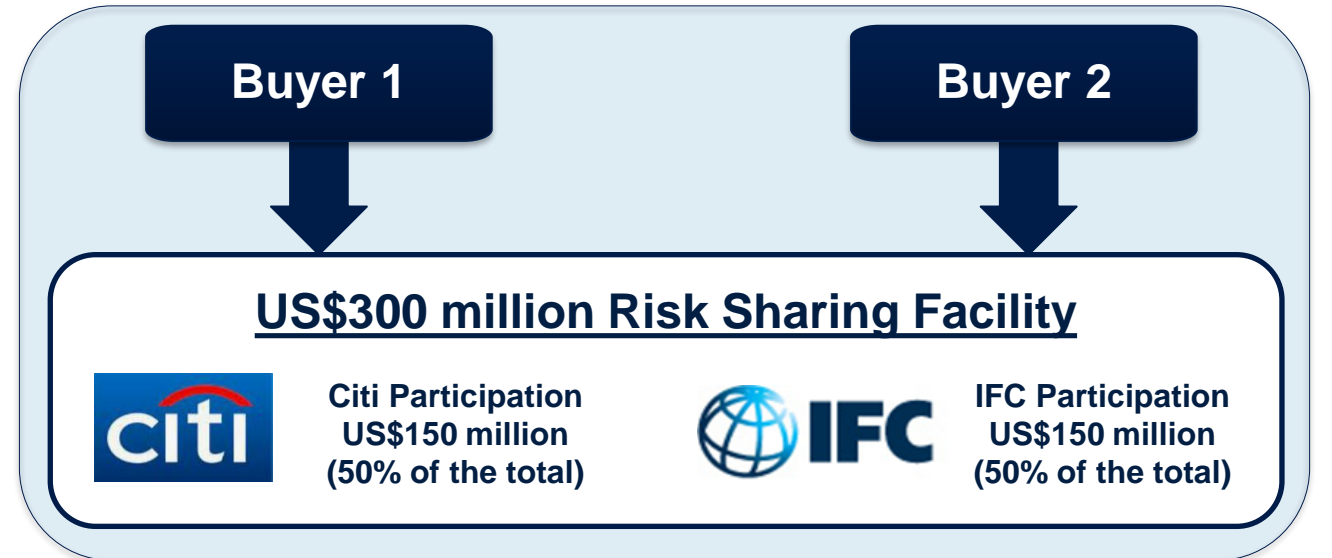 Buyer 1
Buyer 2
US$300 million Risk Sharing Facility
citi
Citi Participation
US$150 million
(50% of the total)
IFC
IFC Participation
US$150 million
(50% of the total)